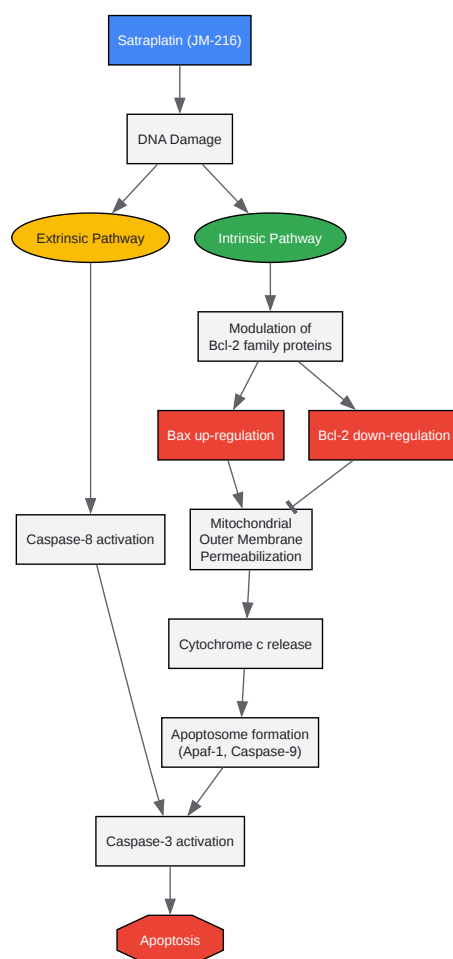 Satraplatin (JM-216)
DNA Damage
Extrinsic Pathway
Intrinsic Pathway
Modulation of
Bcl-2 family proteins
Bax up-regulation
Bcl-2 down-regulation
Caspase-8 activation
Mitochondrial
Outer Membrane
Permeabilization
Cytochrome c release
Apoptosome formation
(Apaf-1, Caspase-9)
Caspase-3 activation
Apoptosis